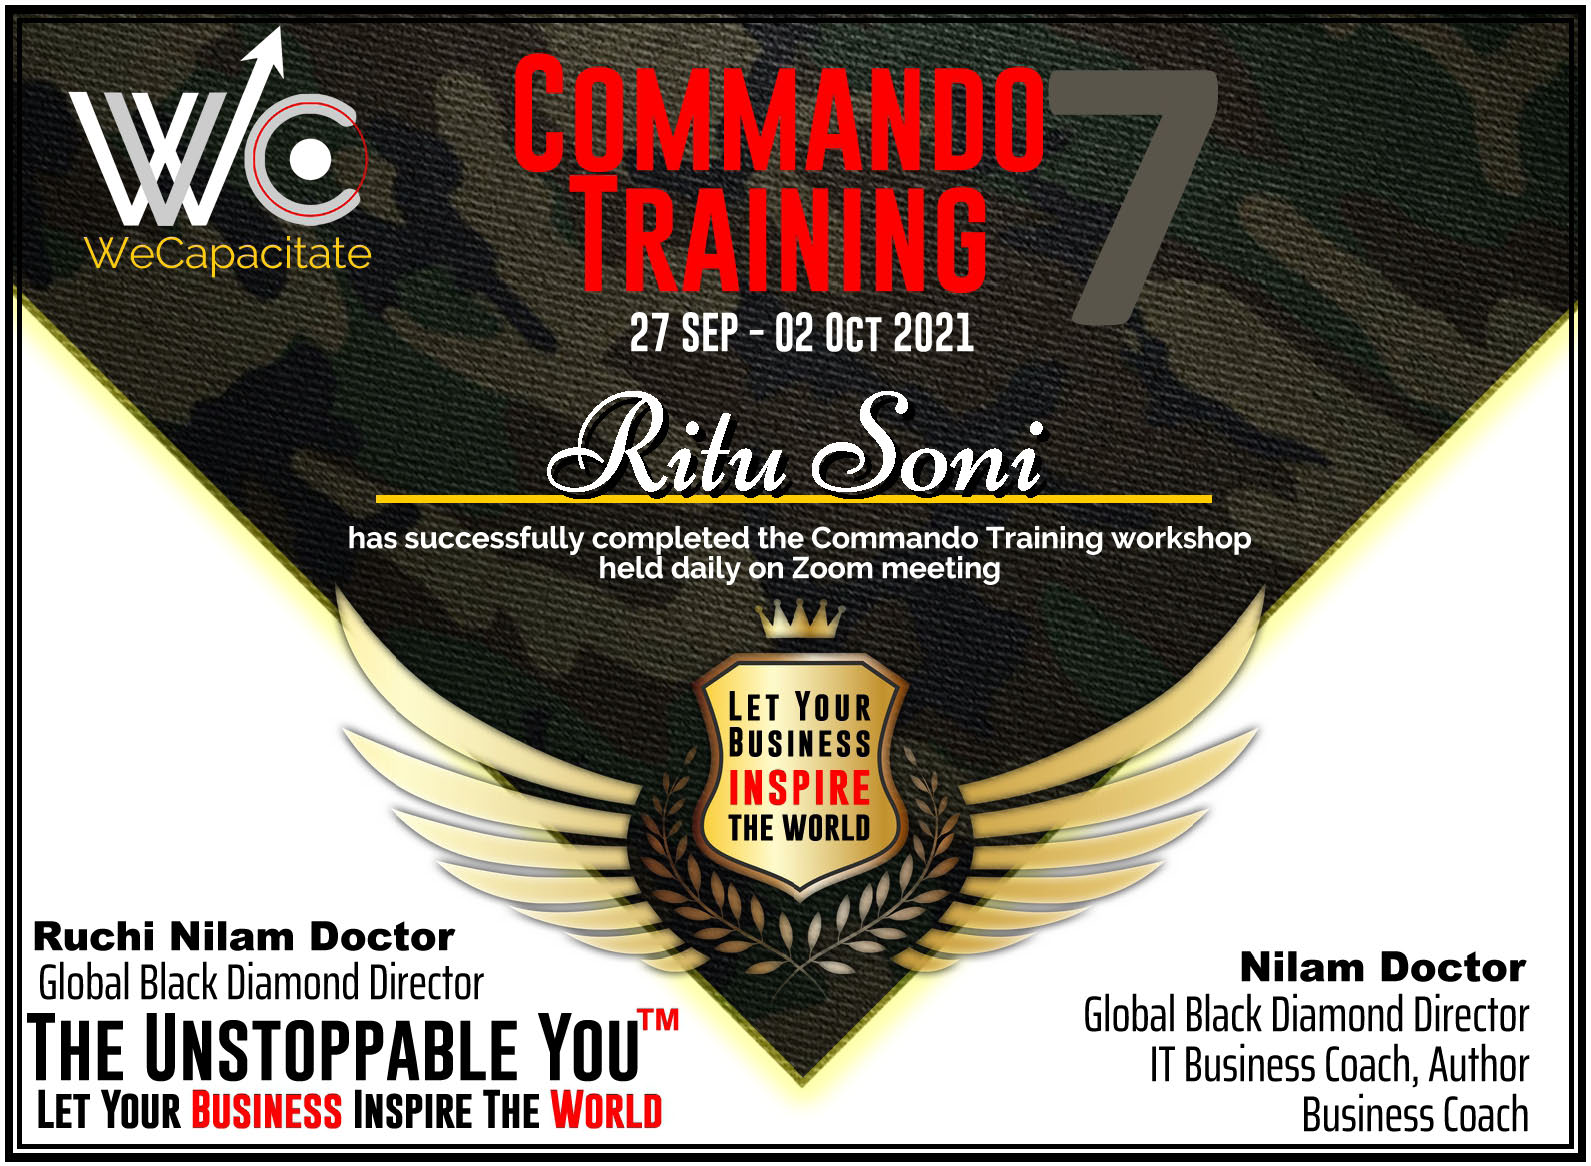 WC
WeCapacitate
COMMANDO 7
TRAINING
27 SEP - 02 OCT 2021
Ritu Soni
has successfully completed the Commando Training workshop
held daily on Zoom meeting
LET YOUR
BUSINESS
INSPIRE
THE WORLD
Ruchi Nilam Doctor
Global Black Diamond Director
THE UNSTOPPABLE YOU™
LET YOUR BUSINESS INSPIRE THE WORLD
Nilam Doctor
Global Black Diamond Director
IT Business Coach, Author
Business Coach